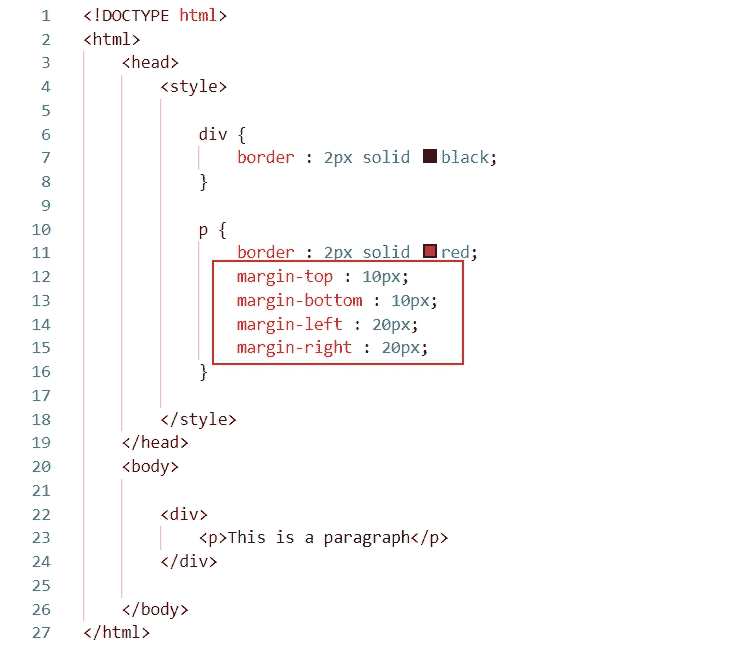 1 <!DOCTYPE html>
2 <html>
3     <head>
4         <style>
5
6             div {
7                 border : 2px solid black;
8             }
9
10             p {
11                 border : 2px solid red;
12                 margin-top : 10px;
13                 margin-bottom : 10px;
14                 margin-left : 20px;
15                 margin-right : 20px;
16             }
17
18         </style>
19     </head>
20     <body>
21
22         <div>
23             <p>This is a paragraph</p>
24         </div>
25
26     </body>
27 </html>